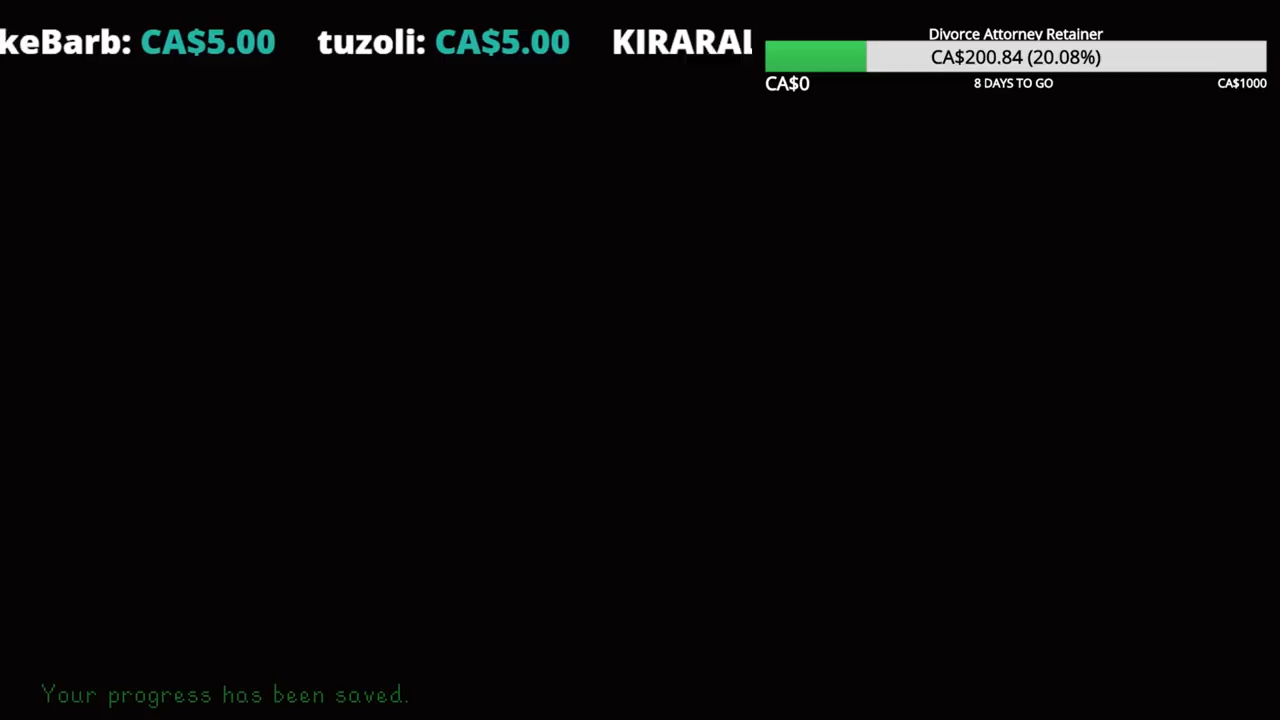 keBarb: CA$5.00 tuzoli: CA$5.00 KIRARAL
Divorce Attorney Retainer
CA$200.84 (20.08%)
CA$0 8 DAYS TO GO CA$1000
Your progress has been saved.